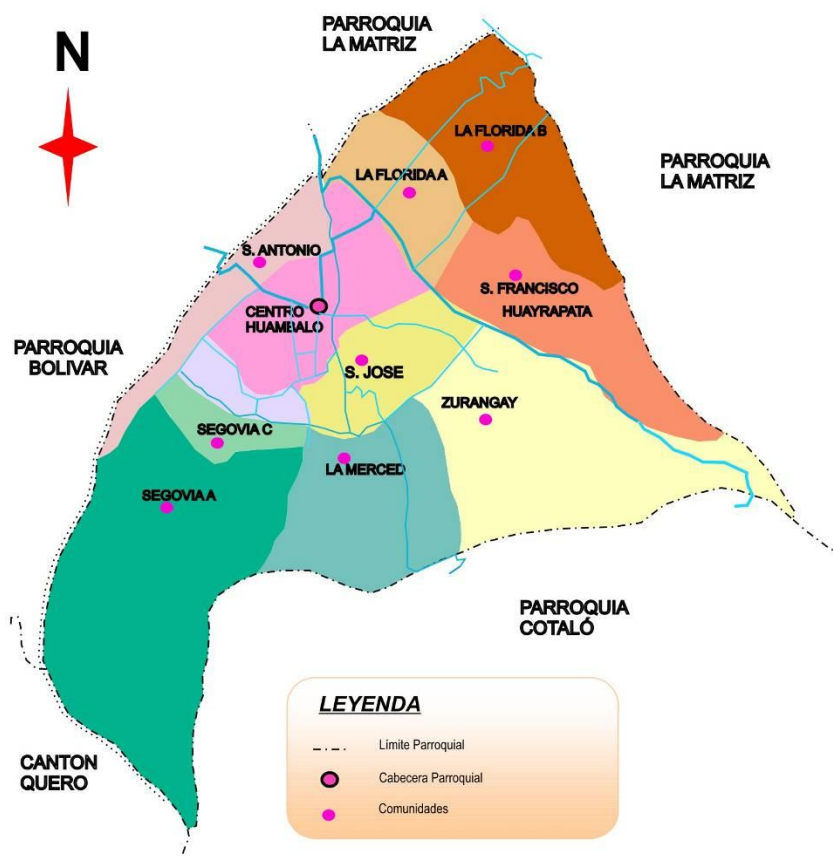 PARROQUIA
LA MATRIZ
N
LA FLORIDA B
PARROQUIA
LA MATRIZ
LA FLORIDA A
S. ANTONIO
S. FRANCISCO
HUAYRAPATA
CENTRO
HUAMBALO
PARROQUIA
BOLIVAR
S. JOSE
ZURANGAY
SEGOVIA C
LA MERCED
SEGOVIA A
PARROQUIA
COTALÓ
CANTON
QUERO
LEYENDA
Límite Parroquial
Cabecera Parroquial
Comunidades